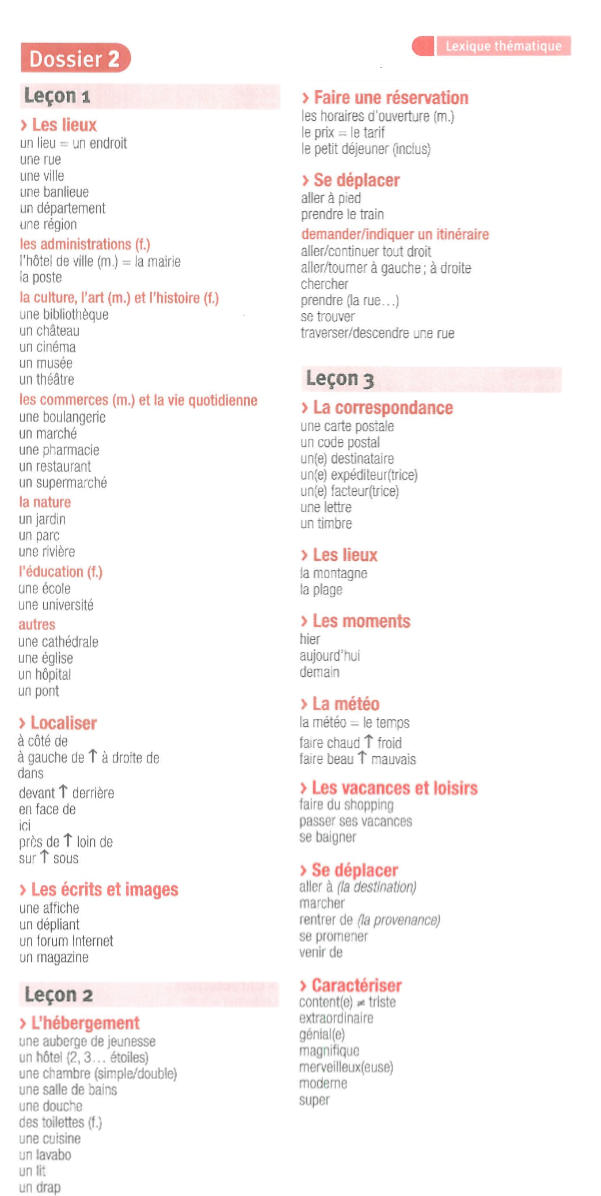 Lexique thématique
Dossier 2
Leçon 1
› Les lieux
un lieu = un endroit
une rue
une ville
une banlieue
un département
une région
les administrations (f.)
l'hôtel de ville (m.) = la mairie
la poste
la culture, l'art (m.) et l'histoire (f.)
une bibliothèque
un château
un cinéma
un musée
un théâtre
les commerces (m.) et la vie quotidienne
une boulangerie
un marché
une pharmacie
un restaurant
un supermarché
la nature
un jardin
un parc
une rivière
l'éducation (f.)
une école
une université
autres
une cathédrale
une église
un hôpital
un pont
› Localiser
à côté de
à gauche de ↑ à droite de
dans
devant ↑ derrière
en face de
ici
près de ↑ loin de
sur ↑ sous
› Les écrits et images
une affiche
un dépliant
un forum Internet
un magazine
Leçon 2
› L'hébergement
une auberge de jeunesse
un hôtel (2, 3... étoiles)
une chambre (simple/double)
une salle de bains
une douche
des toilettes (f.)
une cuisine
un lavabo
un lit
un drap
› Faire une réservation
les horaires d'ouverture (m.)
le prix = le tarif
le petit déjeuner (inclus)
› Se déplacer
aller à pied
prendre le train
demander/indiquer un itinéraire
aller/continuer tout droit
aller/tourner à gauche ; à droite
chercher
prendre (la rue...)
se trouver
traverser/descendre une rue
Leçon 3
› La correspondance
une carte postale
un code postal
un(e) destinataire
un(e) expéditeur(trice)
un(e) facteur(trice)
une lettre
un timbre
› Les lieux
la montagne
la plage
› Les moments
hier
aujourd'hui
demain
› La météo
la météo = le temps
faire chaud ↑ froid
faire beau ↑ mauvais
› Les vacances et loisirs
faire du shopping
passer ses vacances
se baigner
› Se déplacer
aller à (la destination)
marcher
rentrer de (la provenance)
se promener
venir de
› Caractériser
content(e) ≠ triste
extraordinaire
génial(e)
magnifique
merveilleux(euse)
moderne
super